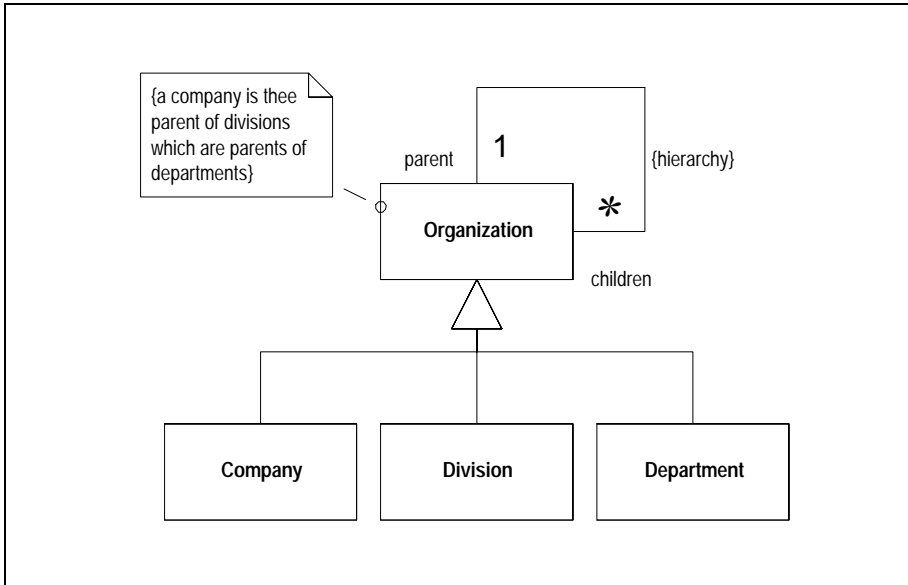 {a company is thee
parent of divisions
which are parents of
departments}
parent
1
{hierarchy}
*
Organization
children
Company
Division
Department